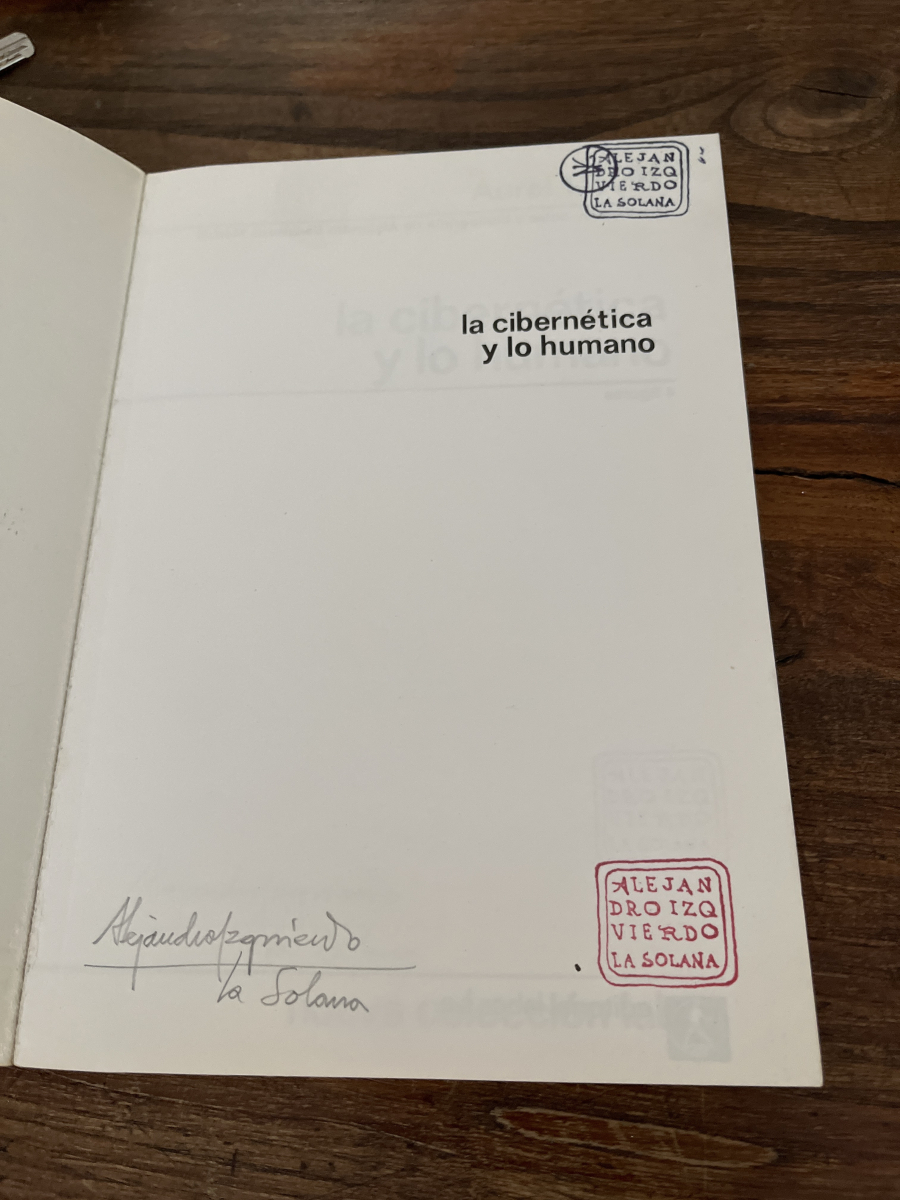 ALEJAN
DRO IZQ
VIERDO
LA SOLANA
la cibernética
y lo humano
ALEJAN
DRO IZQ
VIERDO
LA SOLANA
Alejandro Izquierdo
La Solana